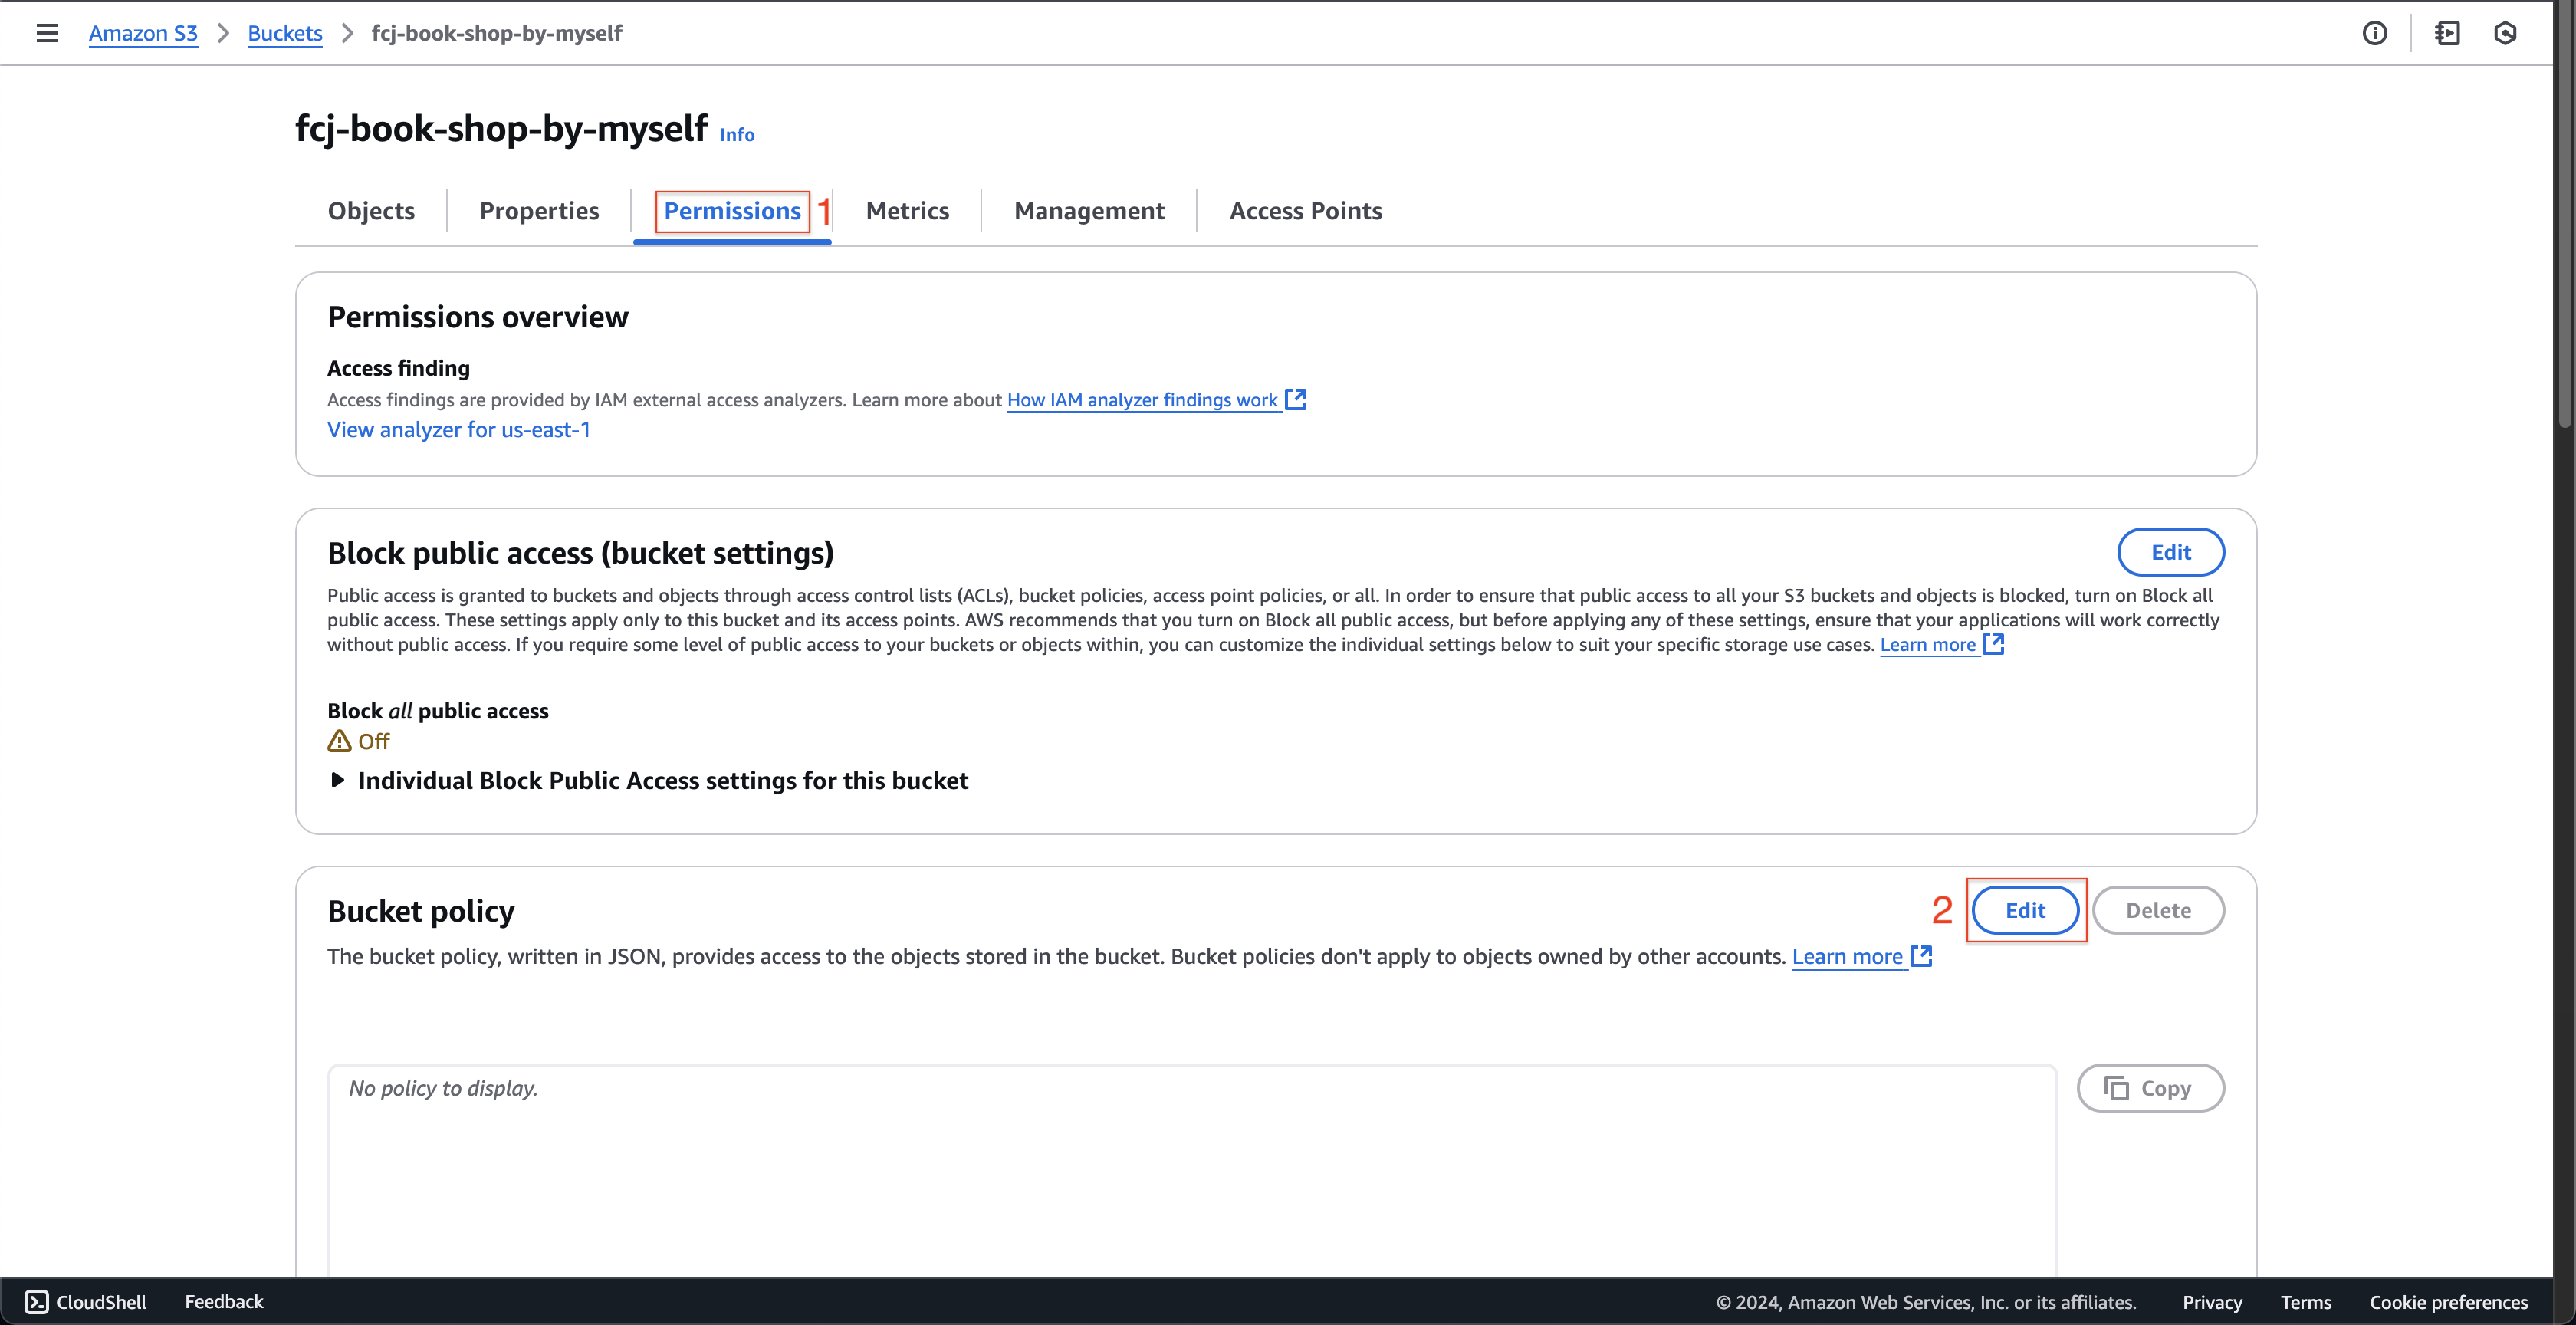 Amazon S3 > Buckets > fcj-book-shop-by-myself
fcj-book-shop-by-myself Info
Objects Properties Permissions 1 Metrics Management Access Points
Permissions overview
Access finding
Access findings are provided by IAM external access analyzers. Learn more about How IAM analyzer findings work
View analyzer for us-east-1
Block public access (bucket settings) Edit
Public access is granted to buckets and objects through access control lists (ACLs), bucket policies, access point policies, or all. In order to ensure that public access to all your S3 buckets and objects is blocked, turn on Block all
public access. These settings apply only to this bucket and its access points. AWS recommends that you turn on Block all public access, but before applying any of these settings, ensure that your applications will work correctly
without public access. If you require some level of public access to your buckets or objects within, you can customize the individual settings below to suit your specific storage use cases. Learn more
Block all public access
Off
Individual Block Public Access settings for this bucket
Bucket policy 2 Edit Delete
The bucket policy, written in JSON, provides access to the objects stored in the bucket. Bucket policies don't apply to objects owned by other accounts. Learn more
No policy to display. Copy
CloudShell Feedback © 2024, Amazon Web Services, Inc. or its affiliates. Privacy Terms Cookie preferences